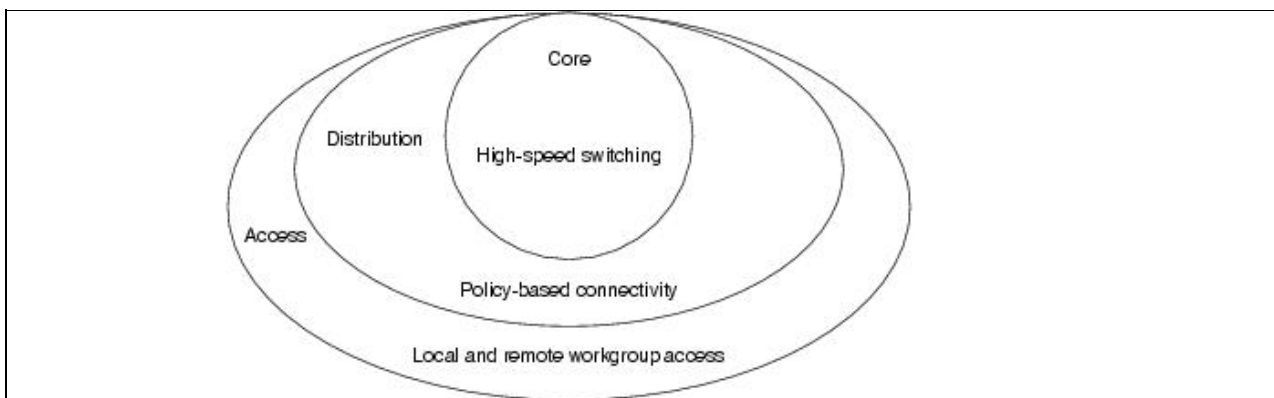 Core
Distribution
High-speed switching
Access
Policy-based connectivity
Local and remote workgroup access